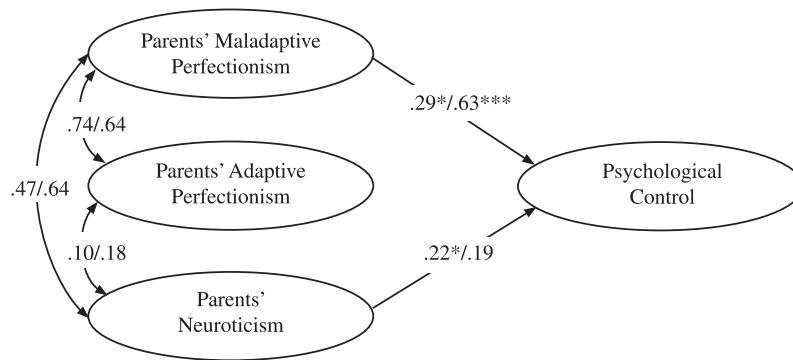 Parents’ Maladaptive
Perfectionism
.29*/.63***
.74/.64
Parents’ Adaptive
Perfectionism
Psychological
Control
.47/.64
.10/.18
.22*/.19
Parents’
Neuroticism